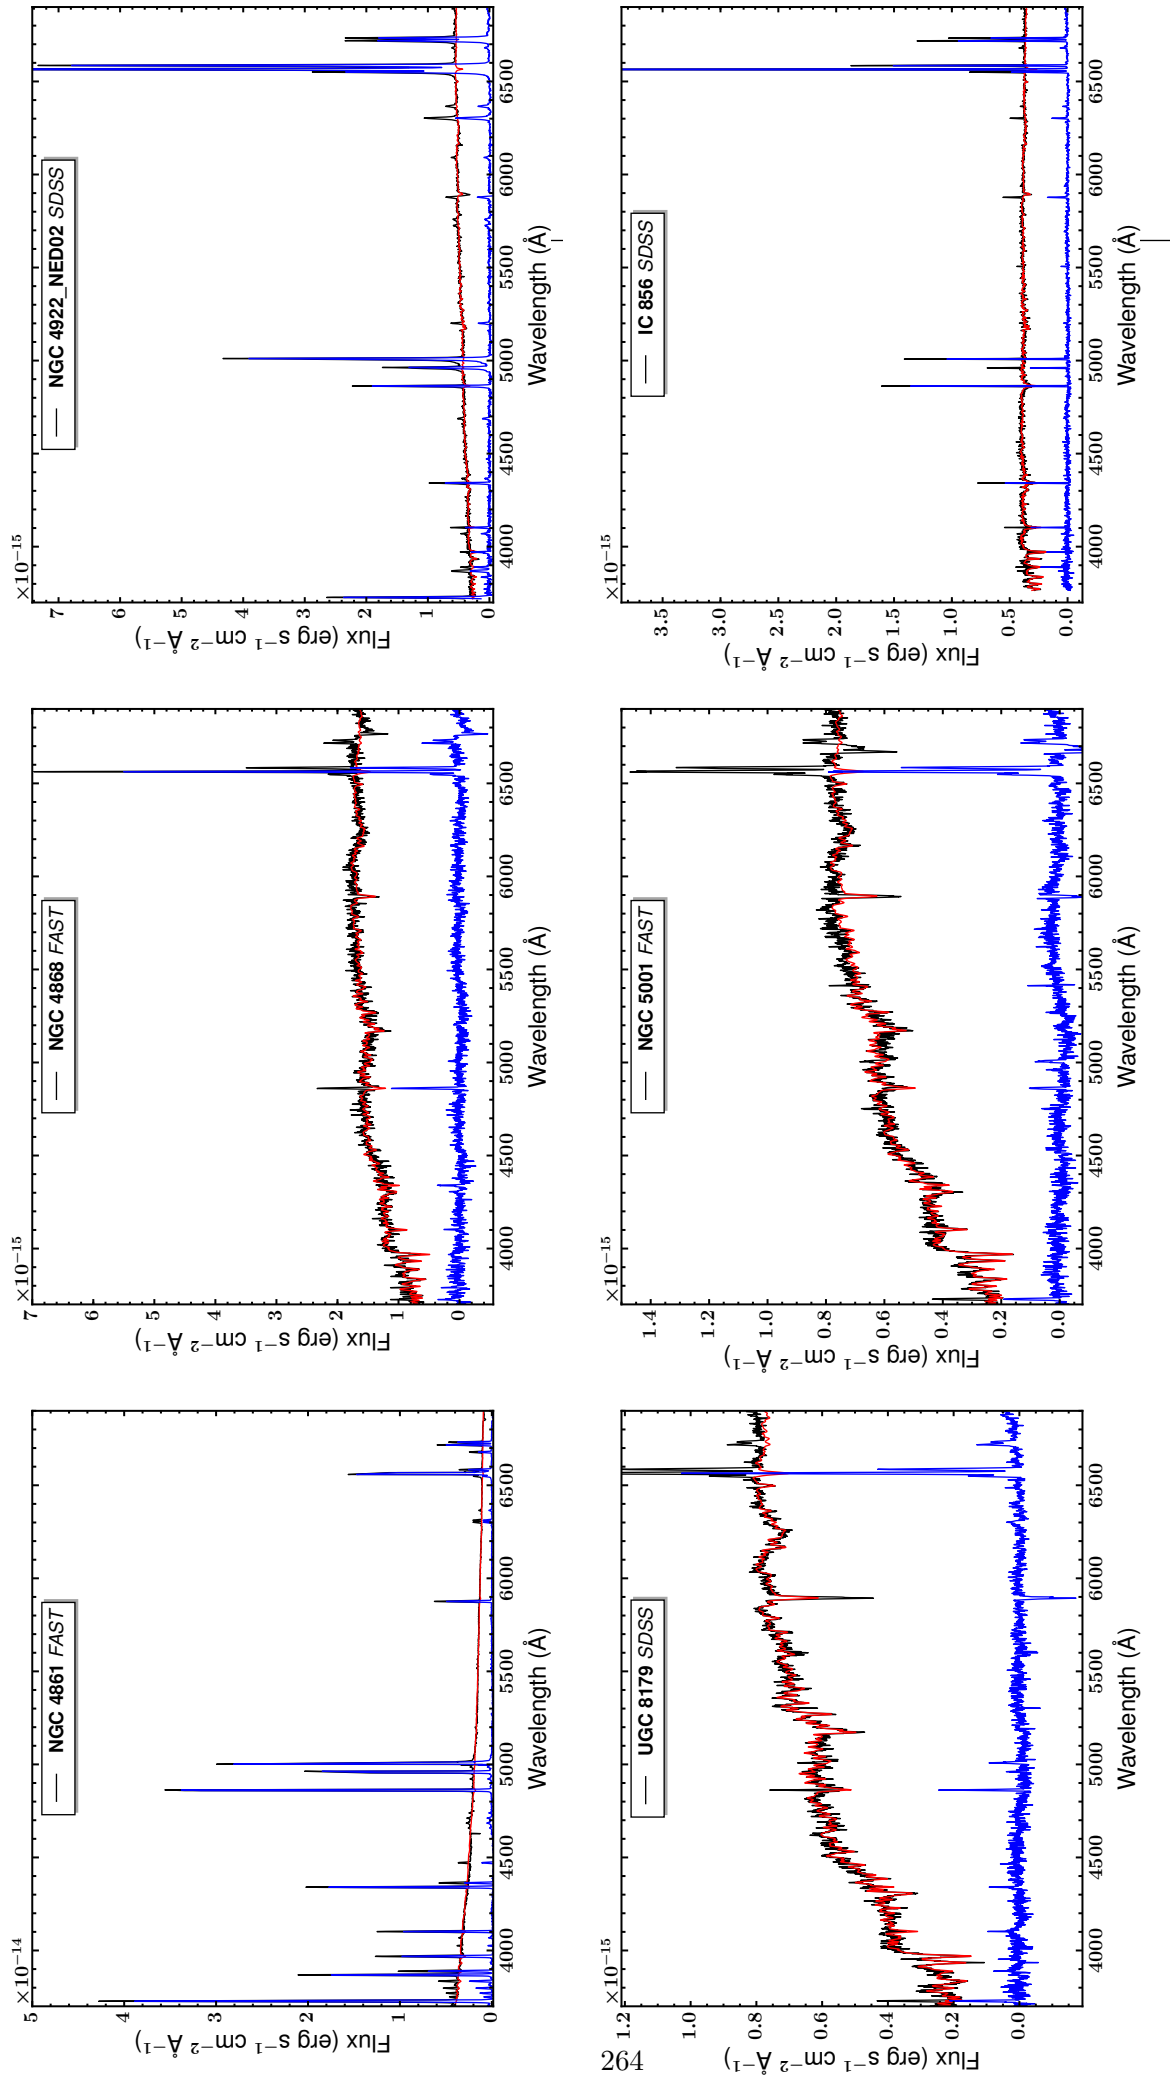 ×10⁻¹⁴
NGC 4861 FAST
Flux (erg s⁻¹ cm⁻² Å⁻¹)
5
4
3
2
1
0
4000 4500 5000 5500 6000 6500
Wavelength (Å)
×10⁻¹⁵
NGC 4868 FAST
Flux (erg s⁻¹ cm⁻² Å⁻¹)
7
6
5
4
3
2
1
0
4000 4500 5000 5500 6000 6500
Wavelength (Å)
×10⁻¹⁵
NGC 4922_NED02 SDSS
Flux (erg s⁻¹ cm⁻² Å⁻¹)
7
6
5
4
3
2
1
0
4000 4500 5000 5500 6000 6500
Wavelength (Å)
×10⁻¹⁵
UGC 8179 SDSS
Flux (erg s⁻¹ cm⁻² Å⁻¹)
1.2
1.0
0.8
0.6
0.4
0.2
0.0
4000 4500 5000 5500 6000 6500
Wavelength (Å)
×10⁻¹⁵
NGC 5001 FAST
Flux (erg s⁻¹ cm⁻² Å⁻¹)
1.4
1.2
1.0
0.8
0.6
0.4
0.2
0.0
4000 4500 5000 5500 6000 6500
Wavelength (Å)
×10⁻¹⁵
IC 856 SDSS
Flux (erg s⁻¹ cm⁻² Å⁻¹)
3.5
3.0
2.5
2.0
1.5
1.0
0.5
0.0
4000 4500 5000 5500 6000 6500
Wavelength (Å)
264